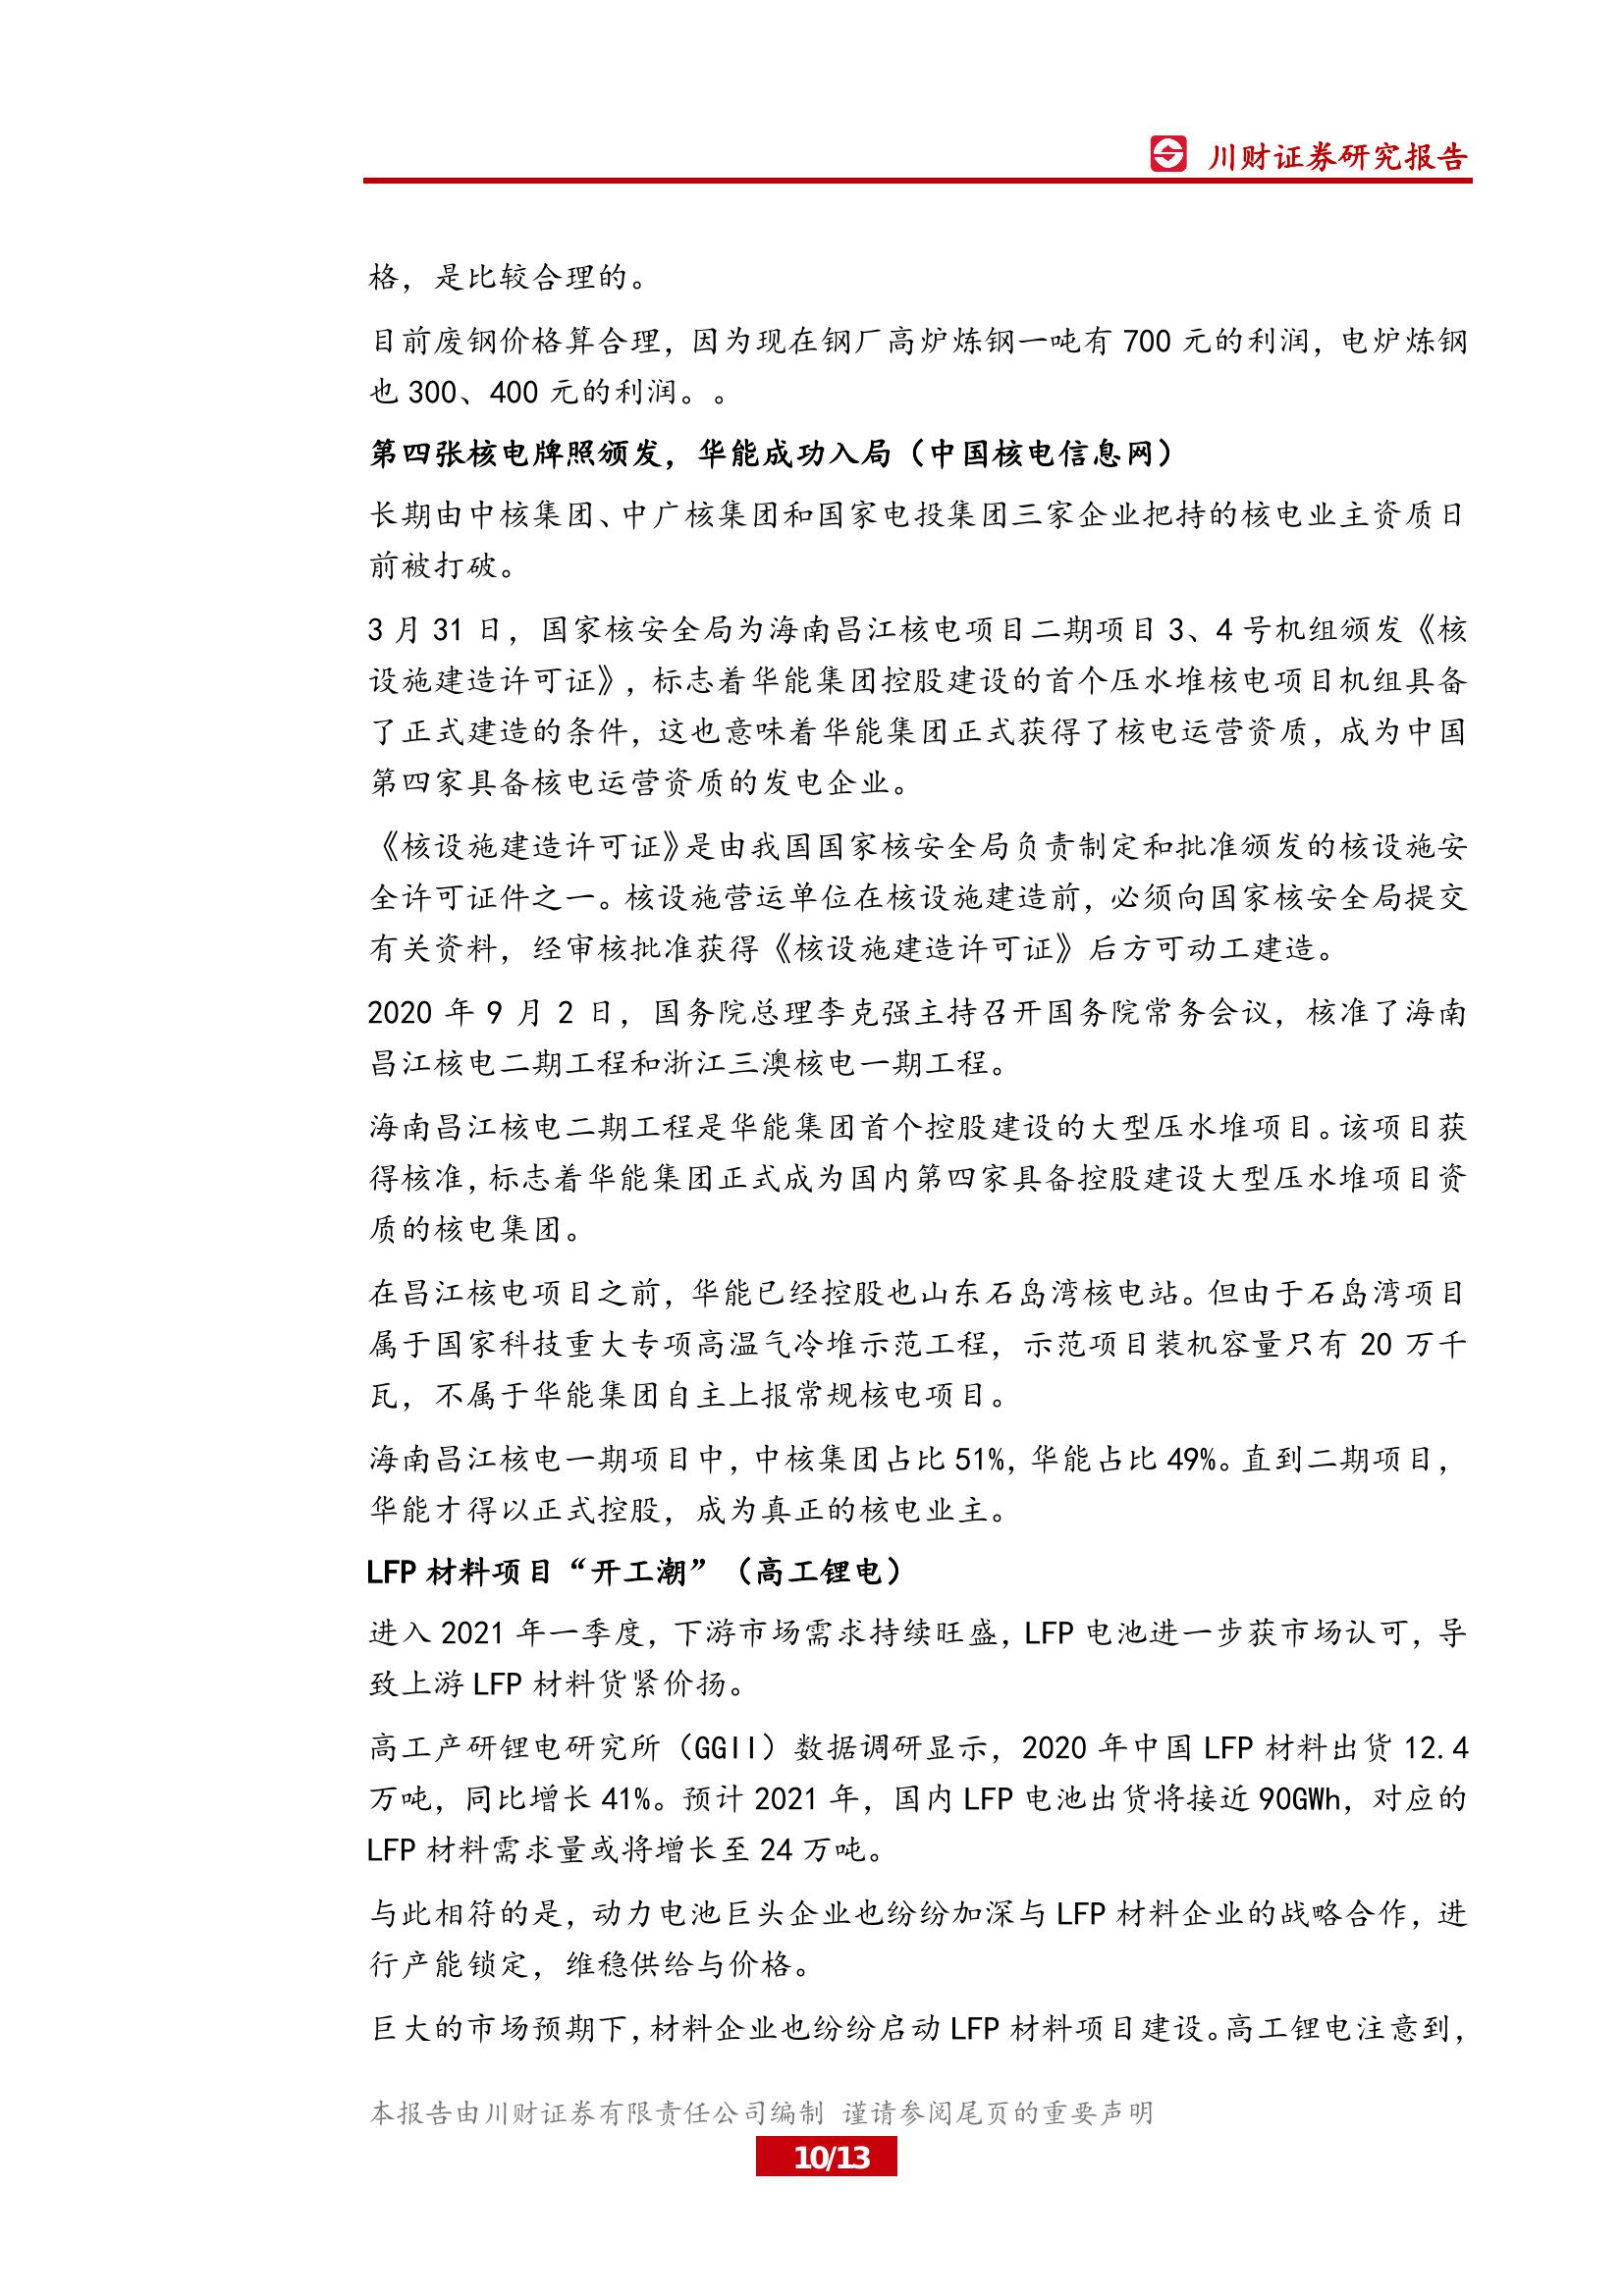 川财证券研究报告
格，是比较合理的。
目前废钢价格算合理，因为现在钢厂高炉炼钢一吨有 700 元的利润，电炉炼钢
也 300、400 元的利润。。
第四张核电牌照颁发，华能成功入局（中国核电信息网）
长期由中核集团、中广核集团和国家电投集团三家企业把持的核电业主资质日
前被打破。
3 月 31 日，国家核安全局为海南昌江核电项目二期项目 3、4 号机组颁发《核
设施建造许可证》，标志着华能集团控股建设的首个压水堆核电项目机组具备
了正式建造的条件，这也意味着华能集团正式获得了核电运营资质，成为中国
第四家具备核电运营资质的发电企业。
《核设施建造许可证》是由我国国家核安全局负责制定和批准颁发的核设施安
全许可证件之一。核设施营运单位在核设施建造前，必须向国家核安全局提交
有关资料，经审核批准获得《核设施建造许可证》后方可动工建造。
2020 年 9 月 2 日，国务院总理李克强主持召开国务院常务会议，核准了海南
昌江核电二期工程和浙江三澳核电一期工程。
海南昌江核电二期工程是华能集团首个控股建设的大型压水堆项目。该项目获
得核准，标志着华能集团正式成为国内第四家具备控股建设大型压水堆项目资
质的核电集团。
在昌江核电项目之前，华能已经控股也山东石岛湾核电站。但由于石岛湾项目
属于国家科技重大专项高温气冷堆示范工程，示范项目装机容量只有 20 万千
瓦，不属于华能集团自主上报常规核电项目。
海南昌江核电一期项目中，中核集团占比 51%，华能占比 49%。直到二期项目，
华能才得以正式控股，成为真正的核电业主。
LFP 材料项目“开工潮”（高工锂电）
进入 2021 年一季度，下游市场需求持续旺盛，LFP 电池进一步获市场认可，导
致上游 LFP 材料货紧价扬。
高工产研锂电研究所（GGII）数据调研显示，2020 年中国 LFP 材料出货 12.4
万吨，同比增长 41%。预计 2021 年，国内 LFP 电池出货将接近 90GWh，对应的
LFP 材料需求量或将增长至 24 万吨。
与此相符的是，动力电池巨头企业也纷纷加深与 LFP 材料企业的战略合作，进
行产能锁定，维稳供给与价格。
巨大的市场预期下，材料企业也纷纷启动 LFP 材料项目建设。高工锂电注意到，
本报告由川财证券有限责任公司编制 谨请参阅尾页的重要声明
10/13